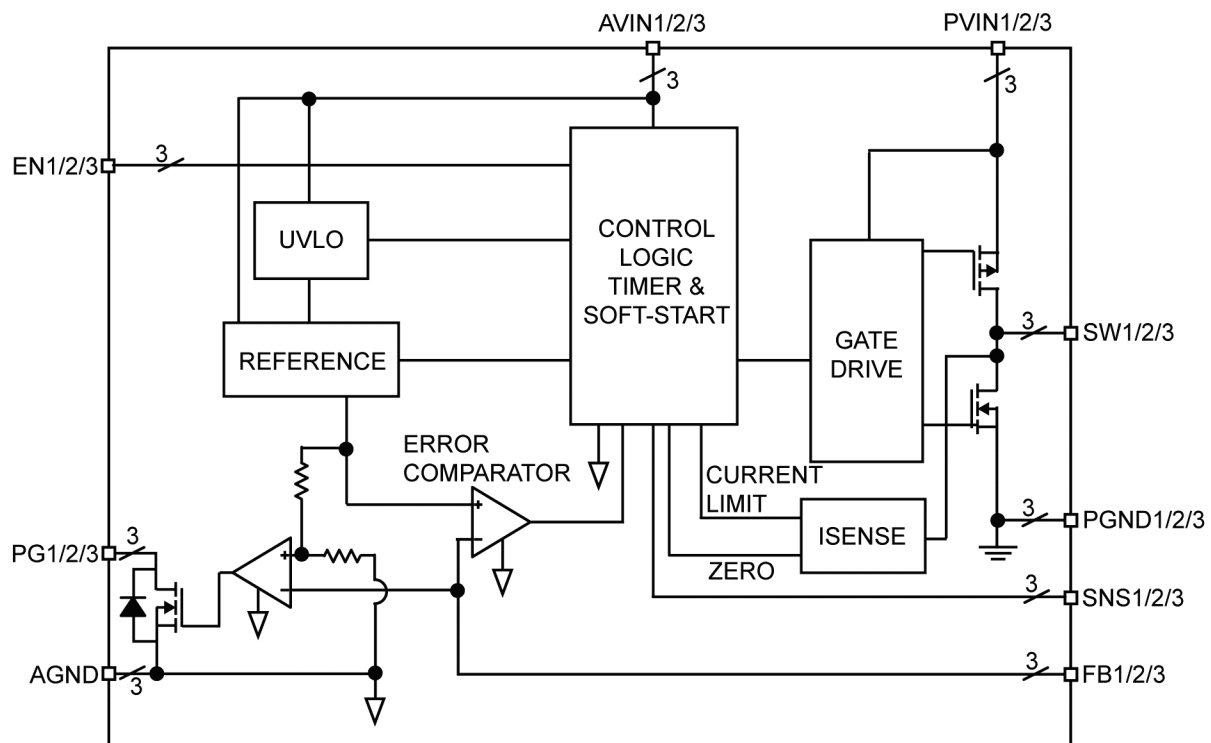 AVIN1/2/3
PVIN1/2/3
3
3
EN1/2/3
3
UVLO
CONTROL
LOGIC
TIMER &
SOFT-START
REFERENCE
GATE
DRIVE
3
SW1/2/3
ERROR
COMPARATOR
+
−
CURRENT
LIMIT
ISENSE
ZERO
3
PGND1/2/3
PG1/2/3
3
+
−
3
SNS1/2/3
AGND
3
3
FB1/2/3